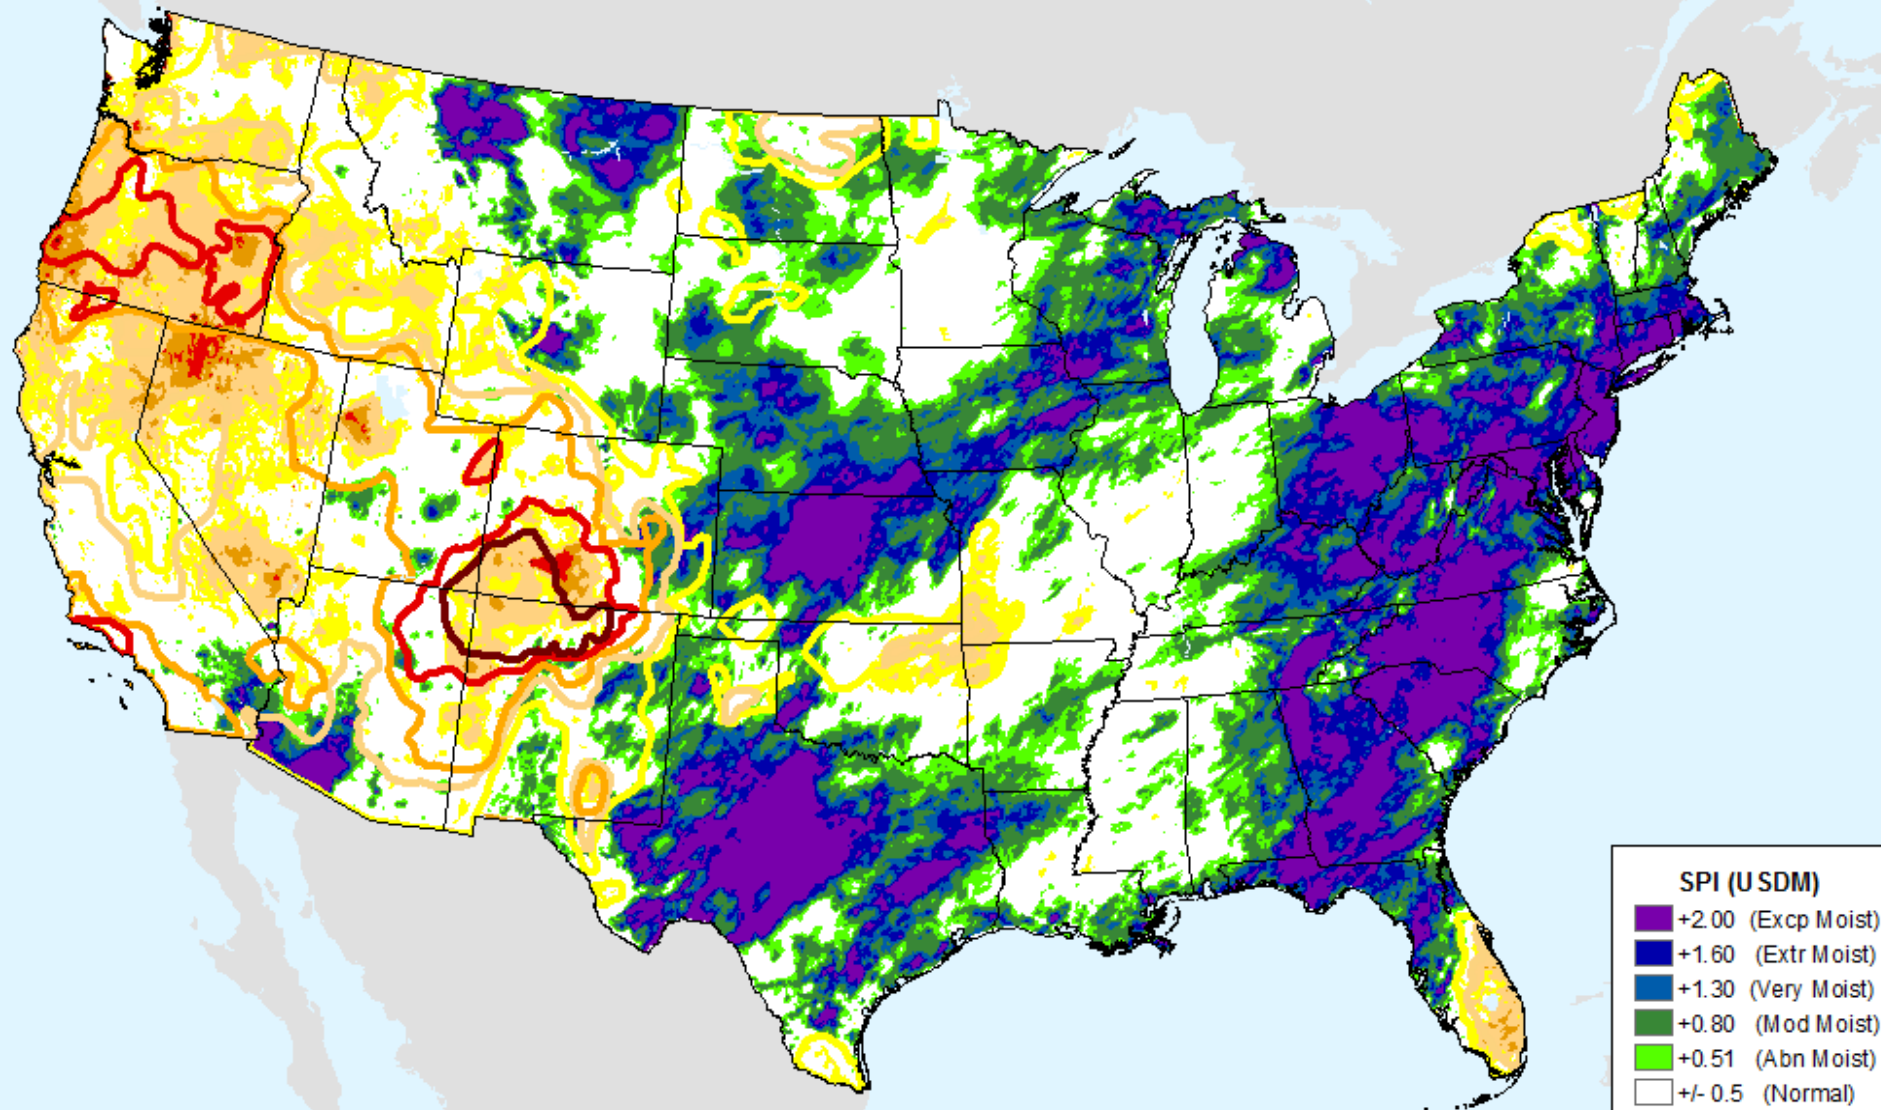 SPI (USDM)
+2.00 (Excp Moist)
+1.60 (Extr Moist)
+1.30 (Very Moist)
+0.80 (Mod Moist)
+0.51 (Abn Moist)
+/- 0.5 (Normal)